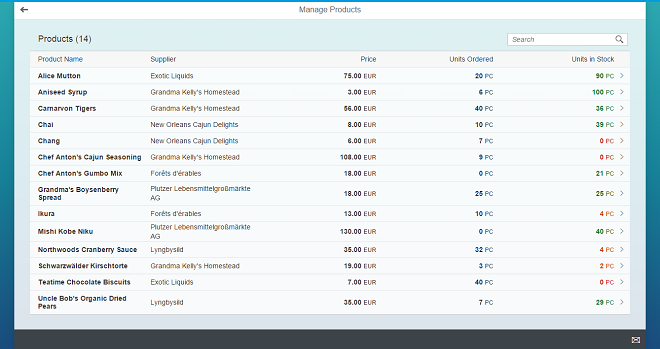 Manage Products
Products (14)
Search
Product Name Supplier Price Units Ordered Units in Stock
Alice Mutton Exotic Liquids 75.00 EUR 20 PC 90 PC
Aniseed Syrup Grandma Kelly's Homestead 3.00 EUR 6 PC 100 PC
Carnarvon Tigers Grandma Kelly's Homestead 56.00 EUR 40 PC 36 PC
Chai New Orleans Cajun Delights 8.00 EUR 10 PC 39 PC
Chang New Orleans Cajun Delights 6.00 EUR 7 PC 0 PC
Chef Anton's Cajun Seasoning Grandma Kelly's Homestead 108.00 EUR 9 PC 0 PC
Chef Anton's Gumbo Mix Forêts d'érables 18.00 EUR 0 PC 21 PC
Grandma's Boysenberry Plutzer Lebensmittelgroßmärkte 18.00 EUR 25 PC 25 PC
Spread AG
Ikura Forêts d'érables 13.00 EUR 10 PC 4 PC
Mishi Kobe Niku Plutzer Lebensmittelgroßmärkte 130.00 EUR 0 PC 40 PC
AG
Northwoods Cranberry Sauce Lyngbysild 35.00 EUR 32 PC 4 PC
Schwarzwälder Kirschtorte Grandma Kelly's Homestead 19.00 EUR 3 PC 2 PC
Teatime Chocolate Biscuits Exotic Liquids 7.00 EUR 40 PC 0 PC
Uncle Bob's Organic Dried Lyngbysild 35.00 EUR 7 PC 29 PC
Pears